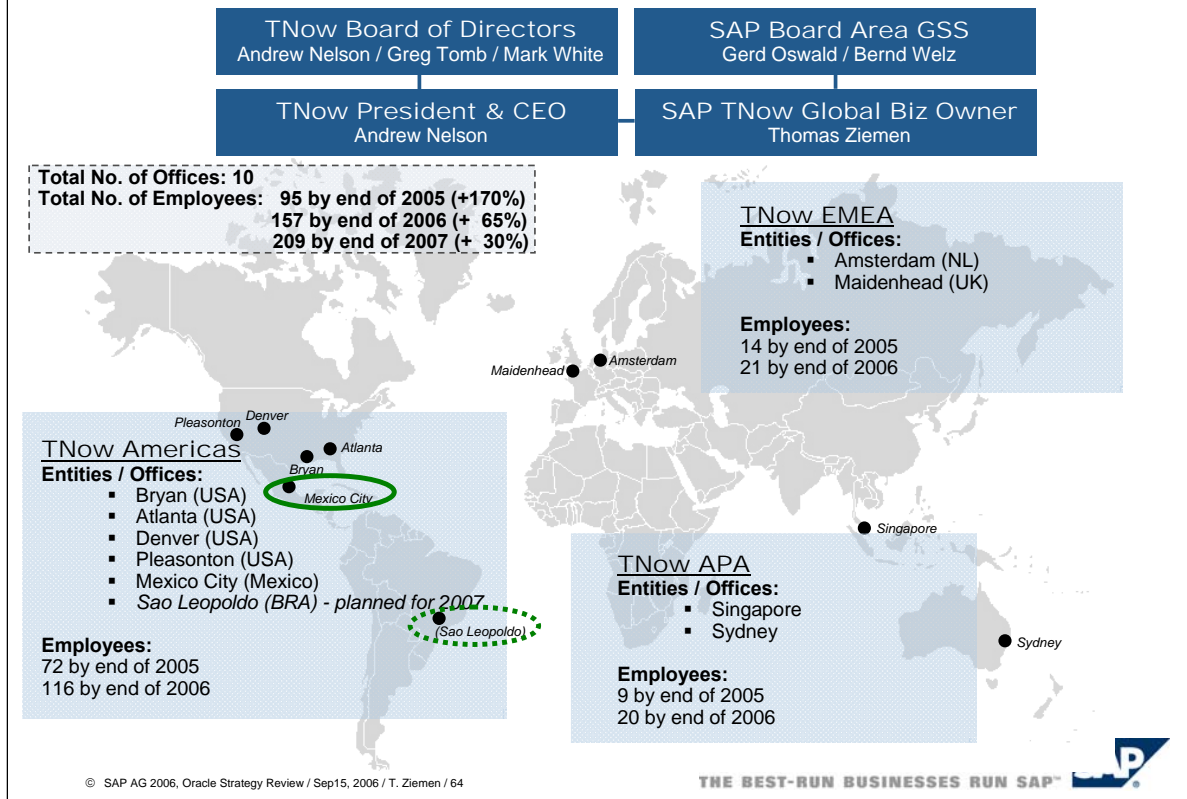 TNow Board of Directors
Andrew Nelson / Greg Tomb / Mark White
SAP Board Area GSS
Gerd Oswald / Bernd Welz
TNow President & CEO
Andrew Nelson
SAP TNow Global Biz Owner
Thomas Ziemen
Total No. of Offices: 10
Total No. of Employees: 95 by end of 2005 (+170%)
157 by end of 2006 (+ 65%)
209 by end of 2007 (+ 30%)
TNow EMEA
Entities / Offices:
▪ Amsterdam (NL)
▪ Maidenhead (UK)
Employees:
14 by end of 2005
21 by end of 2006
Maidenhead
Amsterdam
Pleasonton
Denver
Atlanta
Bryan
Mexico City
TNow Americas
Entities / Offices:
▪ Bryan (USA)
▪ Atlanta (USA)
▪ Denver (USA)
▪ Pleasonton (USA)
▪ Mexico City (Mexico)
▪ Sao Leopoldo (BRA) - planned for 2007
Employees:
72 by end of 2005
116 by end of 2006
(Sao Leopoldo)
Singapore
TNow APA
Entities / Offices:
▪ Singapore
▪ Sydney
Employees:
9 by end of 2005
20 by end of 2006
Sydney
© SAP AG 2006, Oracle Strategy Review / Sep15, 2006 / T. Ziemen / 64
THE BEST-RUN BUSINESSES RUN SAP™
SAP